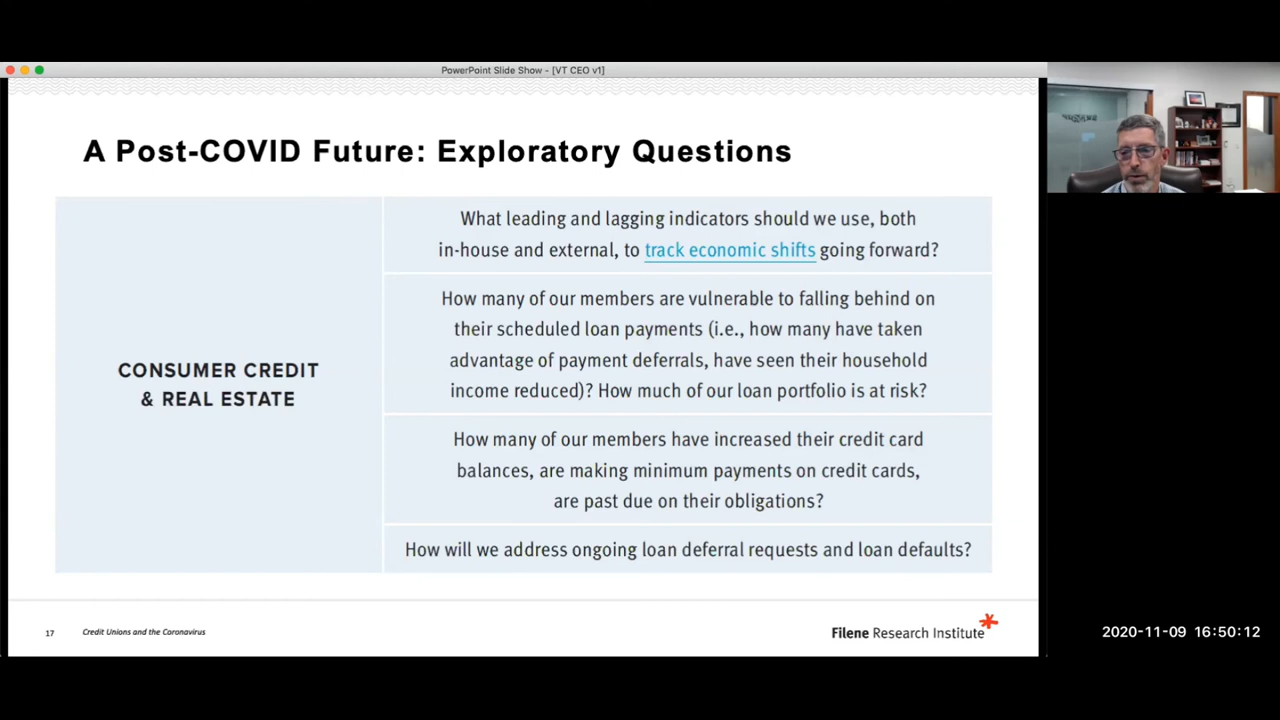 PowerPoint Slide Show - [VT CEO v1]
A Post-COVID Future: Exploratory Questions
CONSUMER CREDIT
& REAL ESTATE
What leading and lagging indicators should we use, both
in-house and external, to track economic shifts going forward?
How many of our members are vulnerable to falling behind on
their scheduled loan payments (i.e., how many have taken
advantage of payment deferrals, have seen their household
income reduced)? How much of our loan portfolio is at risk?
How many of our members have increased their credit card
balances, are making minimum payments on credit cards,
are past due on their obligations?
How will we address ongoing loan deferral requests and loan defaults?
17
Credit Unions and the Coronavirus
Filene Research Institute
2020-11-09 16:50:12